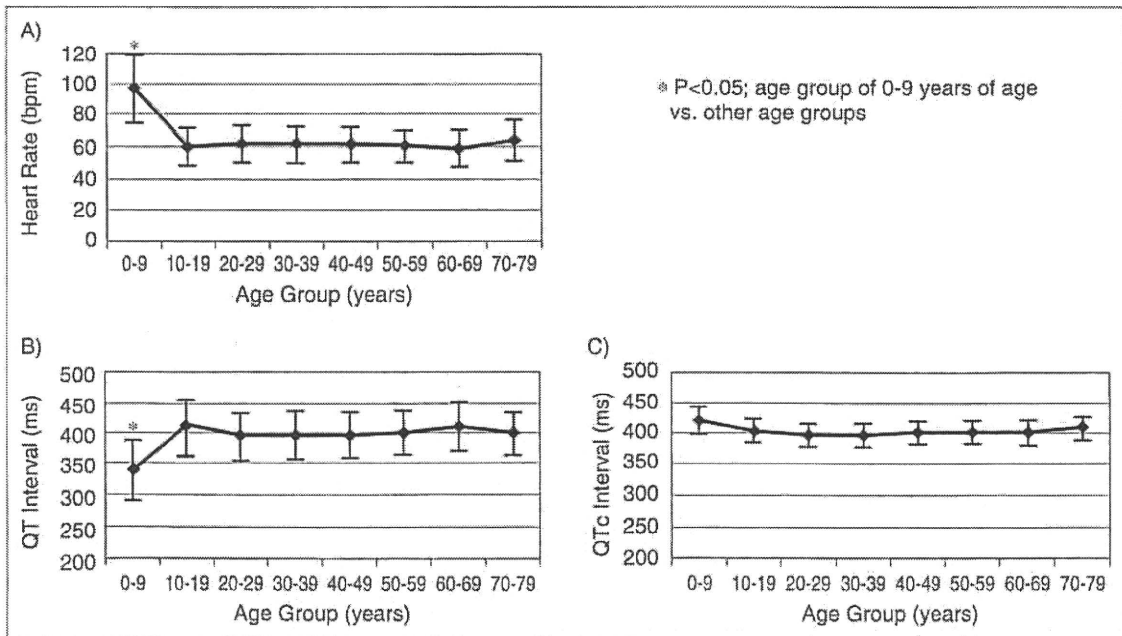 A)
*
120
100
80
60
40
20
0
Heart Rate (bpm)
0-9 10-19 20-29 30-39 40-49 50-59 60-69 70-79
Age Group (years)
* P<0.05; age group of 0-9 years of age
vs. other age groups
B)
*
500
450
400
350
300
250
200
QT Interval (ms)
0-9 10-19 20-29 30-39 40-49 50-59 60-69 70-79
Age Group (years)
C)
500
450
400
350
300
250
200
QTc Interval (ms)
0-9 10-19 20-29 30-39 40-49 50-59 60-69 70-79
Age Group (years)